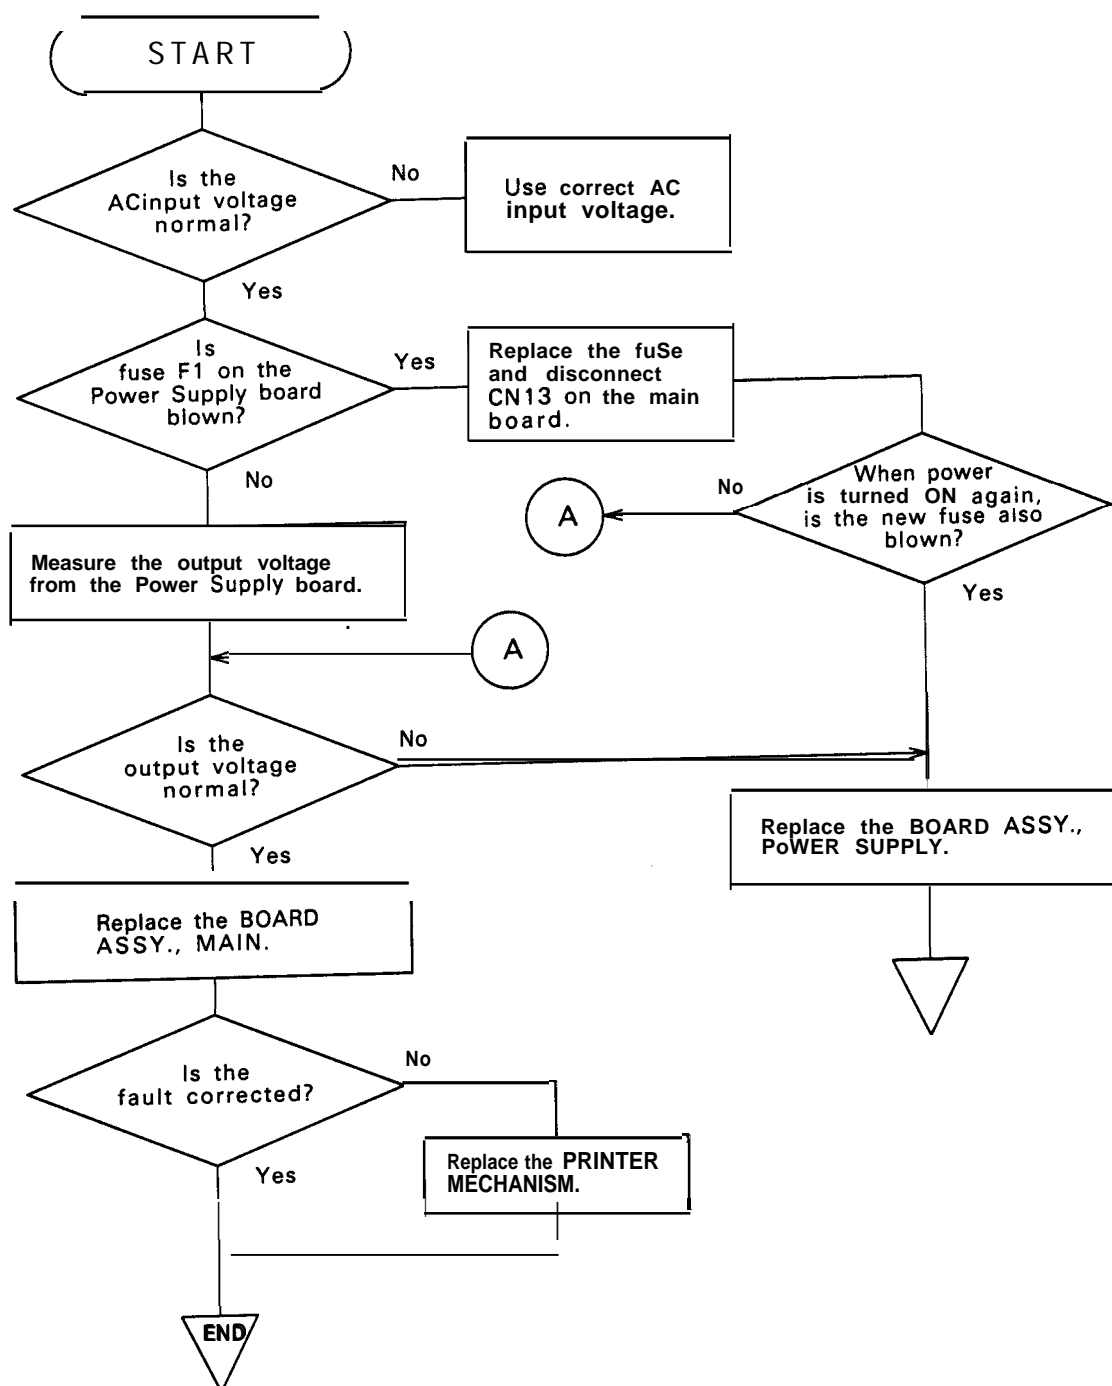 START
Is the
ACinput voltage
normal?
No
Use correct AC
input voltage.
Yes
Is
fuse F1 on the
Power Supply board
blown?
Yes
Replace the fuSe
and disconnect
CN13 on the main
board.
No
When power
is turned ON again,
is the new fuse also
blown?
No
A
Yes
Measure the output voltage
from the Power Supply board.
A
Is the
output voltage
normal?
No
Yes
Replace the BOARD ASSY.,
PoWER SUPPLY.
Replace the BOARD
ASSY., MAIN.
Is the
fault corrected?
No
Yes
Replace the PRINTER
MECHANISM.
END